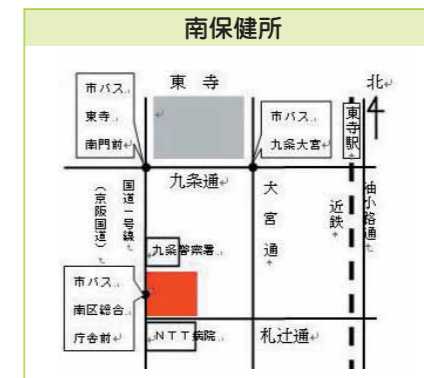 南保健所
東寺
北
市バス
東寺
南門前
市バス
九条大宮
東寺駅
九条通
国道一号線
(京阪国道)
大宮通
近鉄
油小路通
九条警察署
市バス
南区総合
庁舎前
NTT病院
札辻通